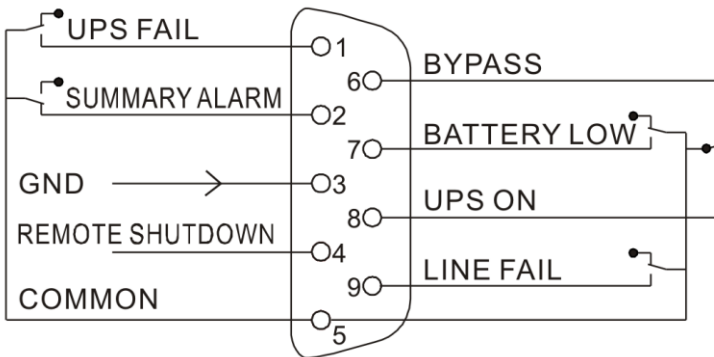 UPS FAIL
1
BYPASS
6
SUMMARY ALARM
2
BATTERY LOW
7
GND
3
UPS ON
8
REMOTE SHUTDOWN
4
LINE FAIL
9
COMMON
5